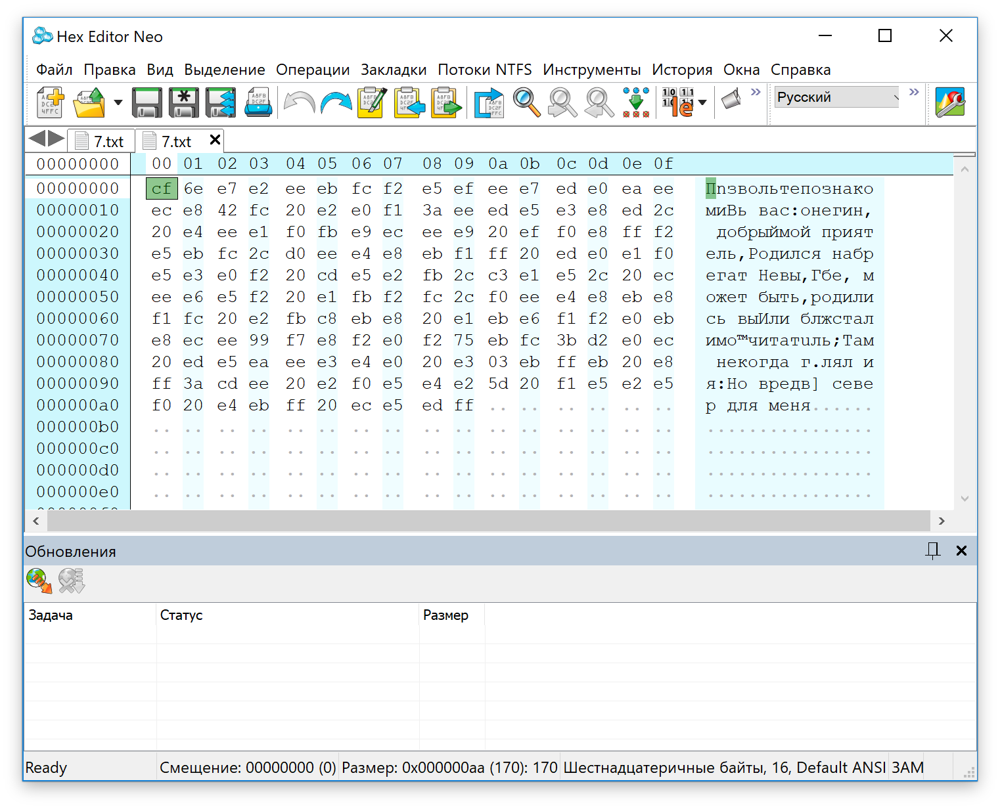 Hex Editor Neo
Файл Правка Вид Выделение Операции Закладки Потоки NTFS Инструменты История Окна Справка
Русский
7.txt 7.txt
00000000 00 01 02 03 04 05 06 07 08 09 0a 0b 0c 0d 0e 0f
00000000 cf 6e e7 e2 ee eb fc f2 e5 ef ee e7 ed e0 ea ee Пnзвольтепознако
00000010 ec e8 42 fc 20 e2 e0 f1 3a ee ed e5 e3 e8 ed 2c миBь вас:онегин,
00000020 20 e4 ee e1 f0 fb e9 ec ee e9 20 ef f0 e8 ff f2 добрыймой прият
00000030 e5 eb fc 2c d0 ee e4 e8 eb f1 ff 20 ed e0 e1 f0 ель,Родился набр
00000040 e5 e3 e0 f2 20 cd e5 e2 fb 2c c3 e1 e5 2c 20 ec егат Невы,Гбе, м
00000050 ee e6 e5 f2 20 e1 fb f2 fc 2c f0 ee e4 e8 eb e8 ожет быть,родили
00000060 f1 fc 20 e2 fb c8 eb e8 20 e1 eb e6 f1 f2 e0 eb сь выИли блжстал
00000070 e8 ec ee 99 f7 e8 f2 e0 f2 75 eb fc 3b d2 e0 ec имо™читатuль;Там
00000080 20 ed e5 ea ee e3 e4 e0 20 e3 03 eb ff eb 20 e8 некогда г.лял и
00000090 ff 3a cd ee 20 e2 f0 e5 e4 e2 5d 20 f1 e5 e2 e5 я:Но вредв] севе
000000a0 f0 20 e4 eb ff 20 ec e5 ed ff .. .. .. .. .. .. р для меня......
000000b0 .. .. .. .. .. .. .. .. .. .. .. .. .. .. .. .. ................
000000c0 .. .. .. .. .. .. .. .. .. .. .. .. .. .. .. .. ................
000000d0 .. .. .. .. .. .. .. .. .. .. .. .. .. .. .. .. ................
000000e0 .. .. .. .. .. .. .. .. .. .. .. .. .. .. .. .. ................
Обновления
Задача Статус Размер
Ready Смещение: 00000000 (0) Размер: 0x000000aa (170): 170 Шестнадцатеричные байты, 16, Default ANSI ЗАМ